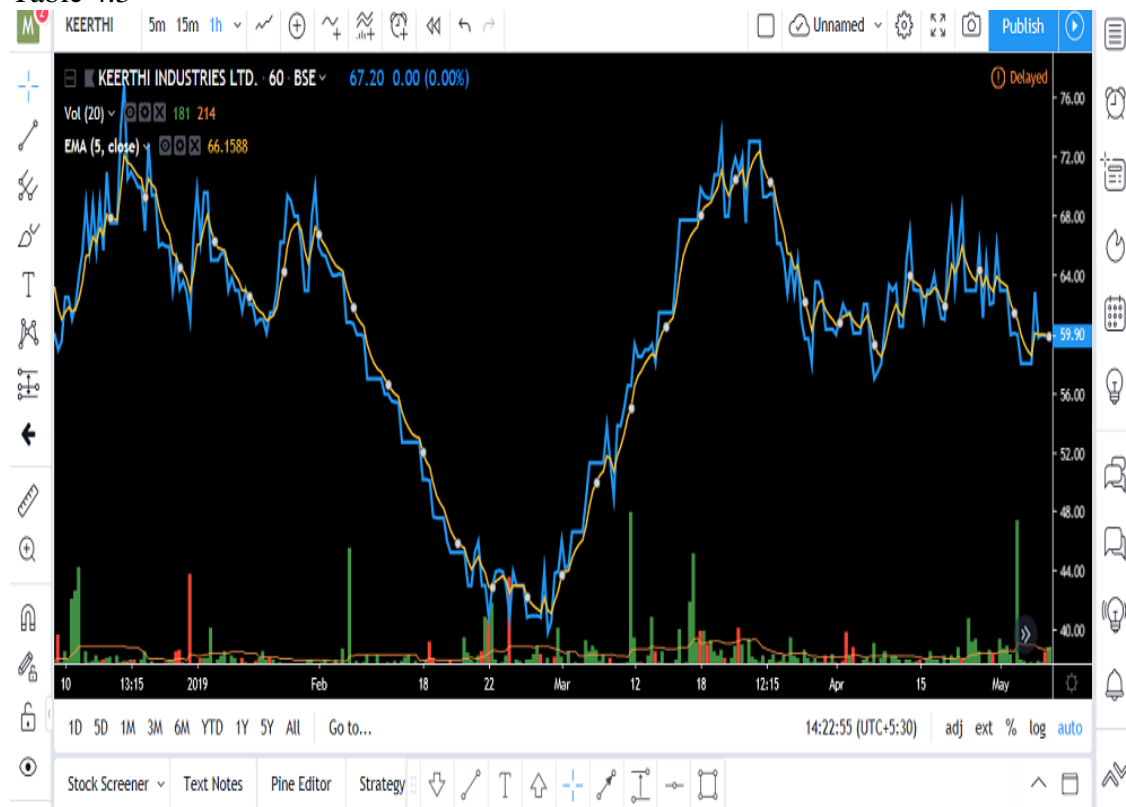 Table 4.3
M 2 KEERTHI 5m 15m 1h Unnamed Publish
KEERTHI INDUSTRIES LTD. · 60 · BSE 67.20 0.00 (0.00%) Delayed
Vol (20) 181 214
EMA (5, close) 66.1588
76.00
72.00
68.00
64.00
59.90
56.00
52.00
48.00
44.00
40.00
10 13:15 2019 Feb 18 22 Mar 12 18 12:15 Apr 15 May
1D 5D 1M 3M 6M YTD 1Y 5Y All Go to... 14:22:55 (UTC+5:30) adj ext % log auto
Stock Screener Text Notes Pine Editor Strategy T